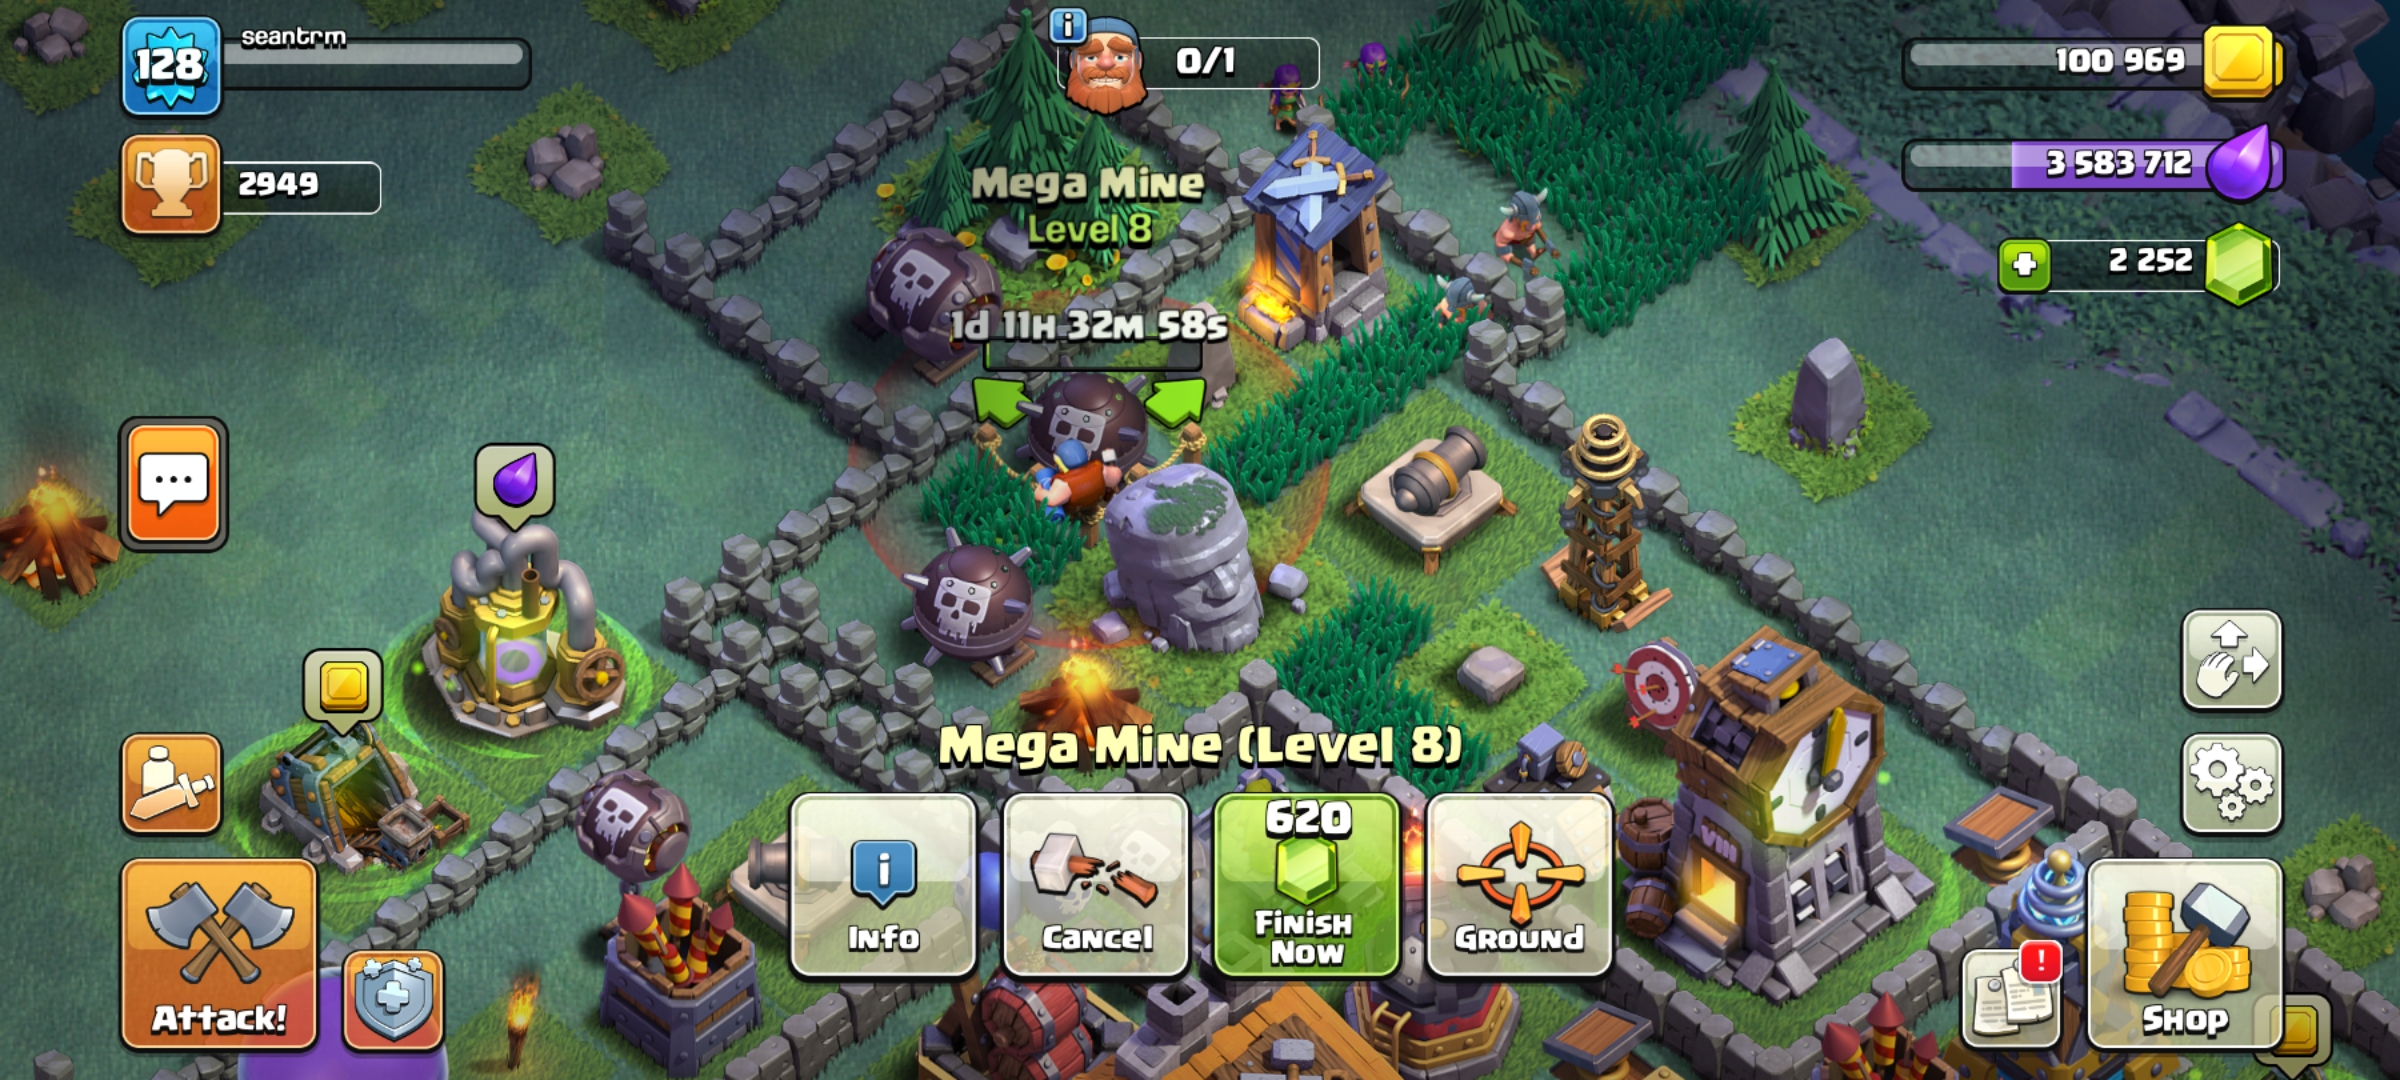 128
seantrm
i
0/1
100 969
2949
3 583 712
Mega Mine
Level 8
2 252
1d 11H 32M 58s
Mega Mine (Level 8)
VIII
620
i
Info
Cancel
Finish
Now
Ground
!
Attack!
Shop